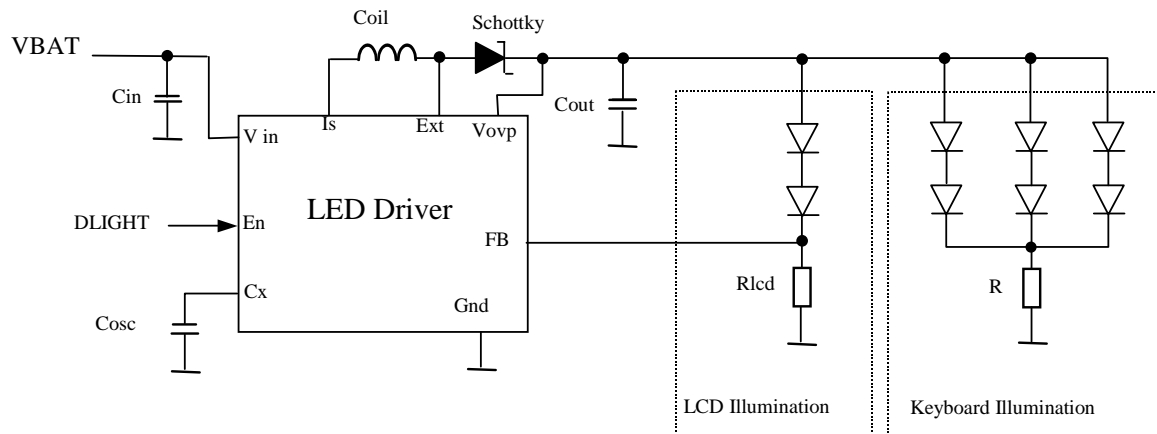 Coil
Schottky
VBAT
Cin
Cout
Is
Ext
Vovp
V in
LED Driver
DLIGHT
En
FB
Cx
Rlcd
R
Gnd
Cosc
LCD Illumination
Keyboard Illumination